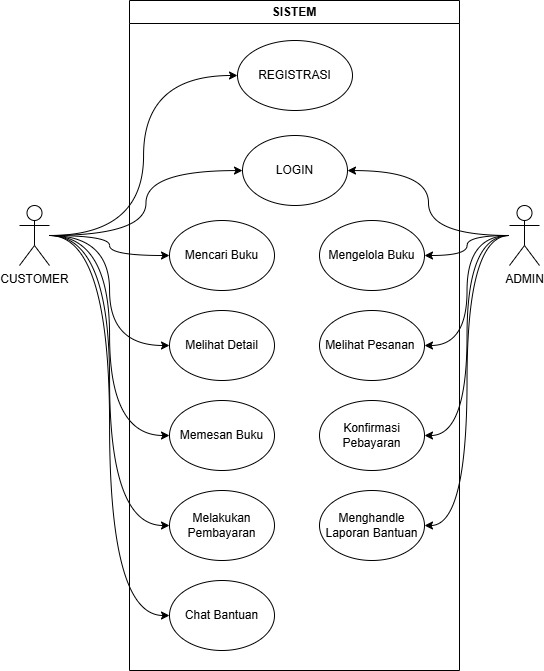 SISTEM
REGISTRASI
LOGIN
CUSTOMER
ADMIN
Mencari Buku
Mengelola Buku
Melihat Detail
Melihat Pesanan
Memesan Buku
Konfirmasi
Pebayaran
Melakukan
Pembayaran
Menghandle
Laporan Bantuan
Chat Bantuan